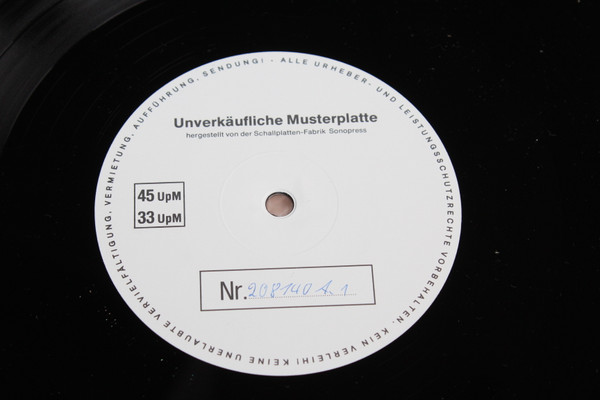 Unverkäufliche Musterplatte
hergestellt von der Schallplatten-Fabrik Sonopress
45 UpM
33 UpM
Nr. 208140 A 1
KEINE UNERLAUBTE VERVIELFÄLTIGUNG, VERMIETUNG, AUFFÜHRUNG, SENDUNG! - ALLE URHEBER- UND LEISTUNGSSCHUTZRECHTE VORBEHALTEN. KEIN VERLEIH!